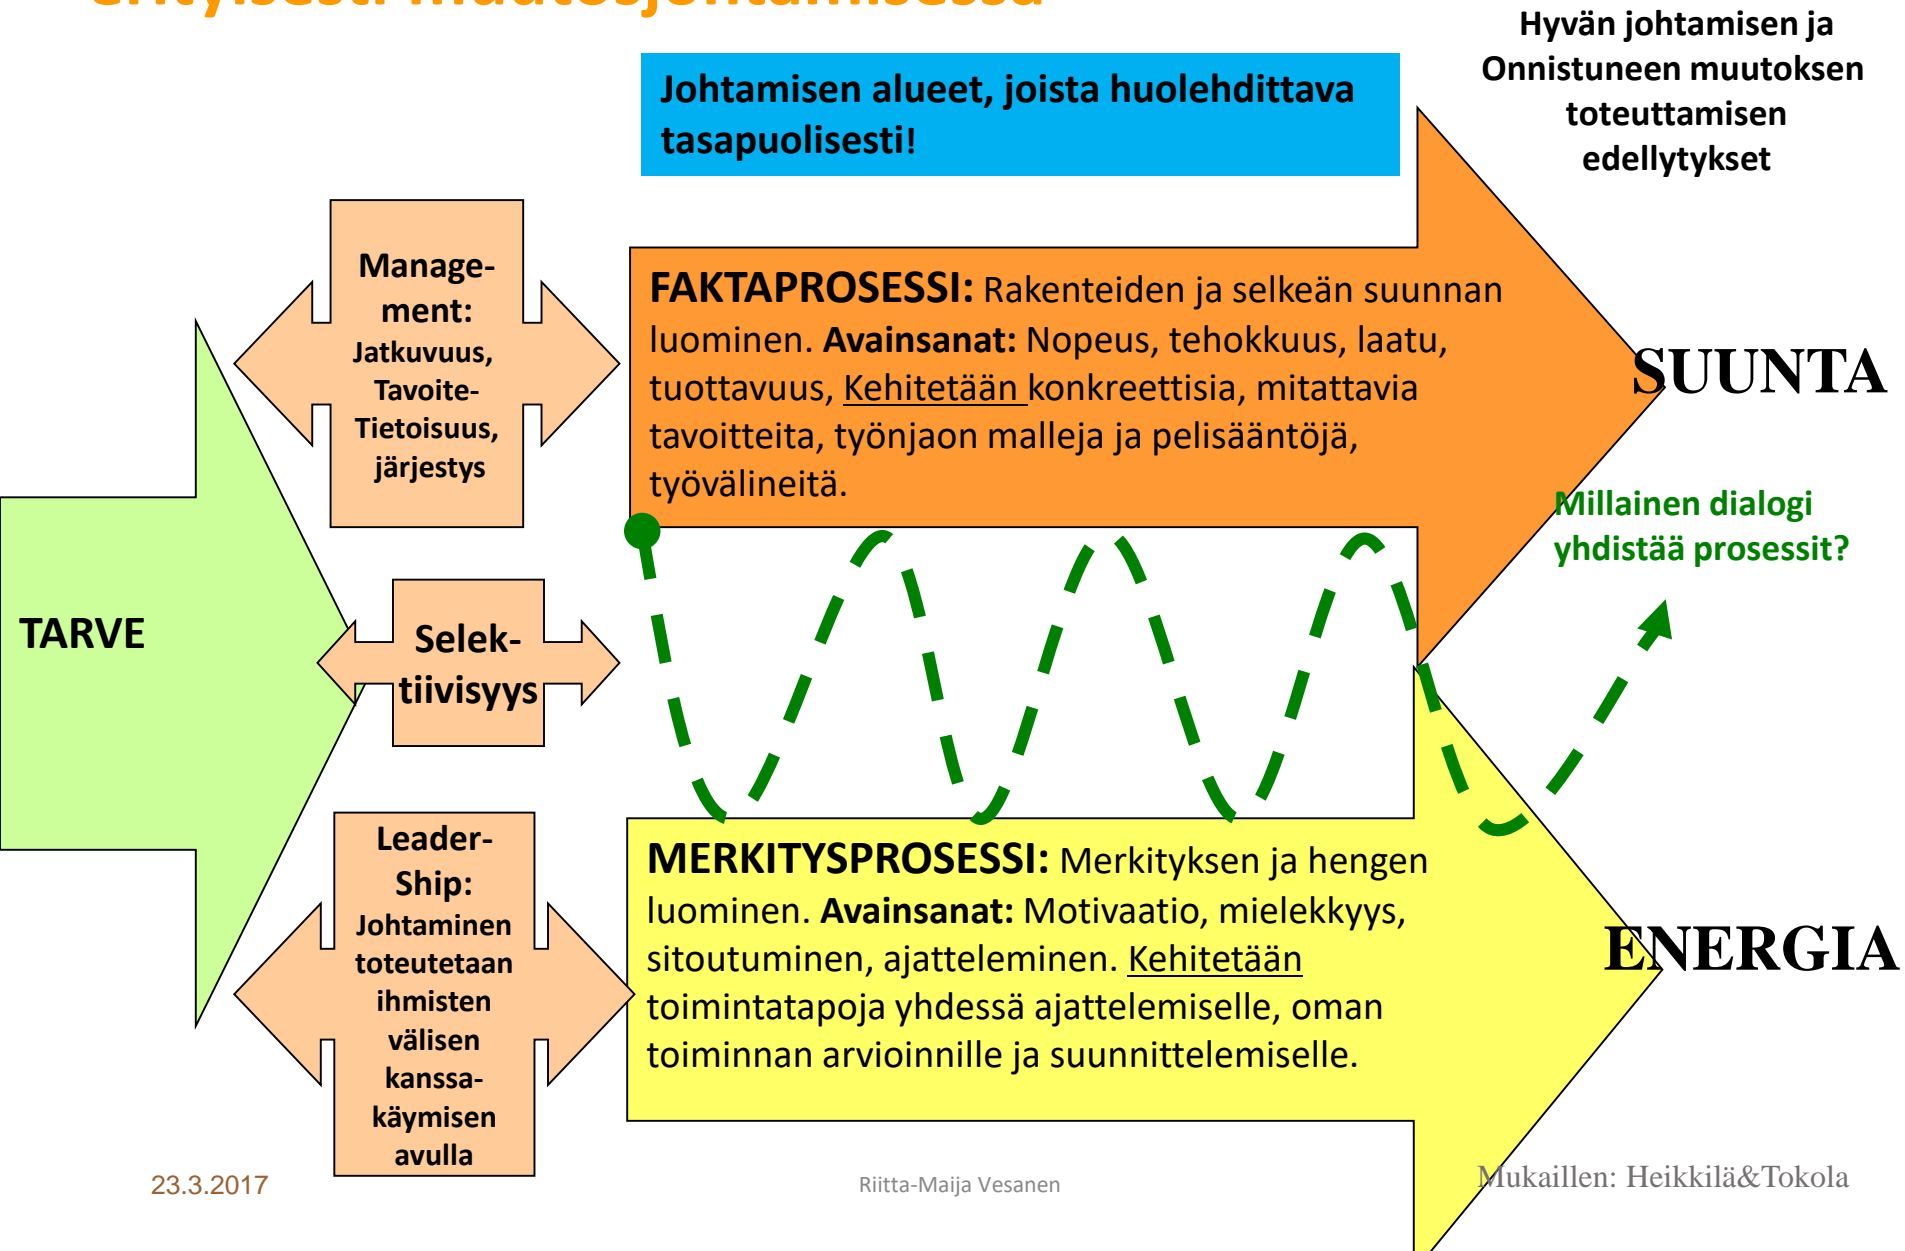 erityisesti muutosjohtamisessa
Hyvän johtamisen ja
Onnistuneen muutoksen
toteuttamisen
edellytykset
Johtamisen alueet, joista huolehdittava
tasapuolisesti!
Manage-
ment:
Jatkuvuus,
Tavoite-
Tietoisuus,
järjestys
FAKTAPROSESSI: Rakenteiden ja selkeän suunnan
luominen. Avainsanat: Nopeus, tehokkuus, laatu,
tuottavuus, Kehitetään konkreettisia, mitattavia
tavoitteita, työnjaon malleja ja pelisääntöjä,
työvälineitä.
SUUNTA
Millainen dialogi
yhdistää prosessit?
TARVE
Selek-
tiivisyys
Leader-
Ship:
Johtaminen
toteutetaan
ihmisten
välisen
kanssa-
käymisen
avulla
MERKITYSPROSESSI: Merkityksen ja hengen
luominen. Avainsanat: Motivaatio, mielekkyys,
sitoutuminen, ajatteleminen. Kehitetään
toimintatapoja yhdessä ajattelemiselle, oman
toiminnan arvioinnille ja suunnittelemiselle.
ENERGIA
23.3.2017
Riitta-Maija Vesanen
Mukaillen: Heikkilä&Tokola